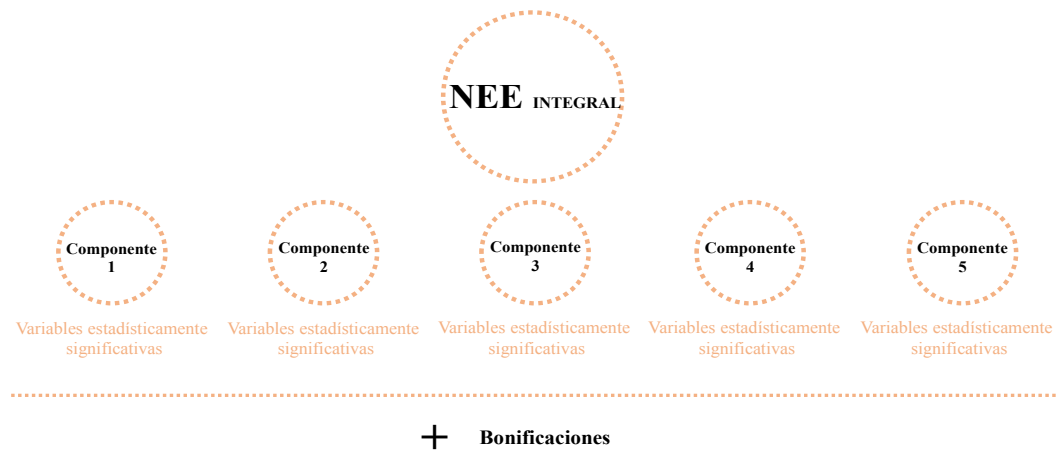 NEE INTEGRAL
Componente
1
Componente
2
Componente
3
Componente
4
Componente
5
Variables estadísticamente
significativas
Variables estadísticamente
significativas
Variables estadísticamente
significativas
Variables estadísticamente
significativas
Variables estadísticamente
significativas
+ Bonificaciones